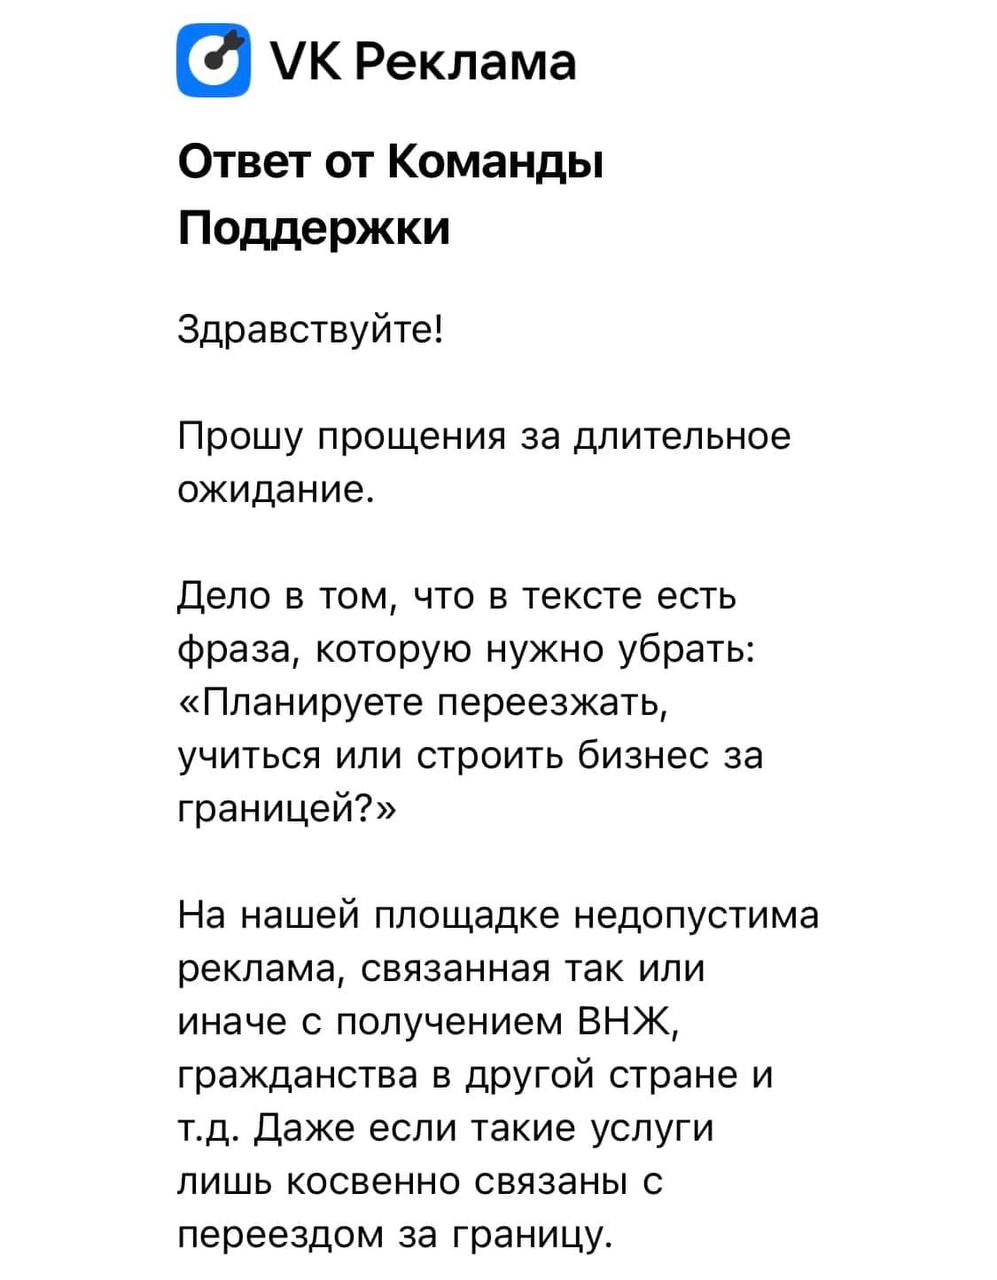 VK Реклама
Ответ от Команды
Поддержки
Здравствуйте!
Прошу прощения за длительное
ожидание.
Дело в том, что в тексте есть
фраза, которую нужно убрать:
«Планируете переезжать,
учиться или строить бизнес за
границей?»
На нашей площадке недопустима
реклама, связанная так или
иначе с получением ВНЖ,
гражданства в другой стране и
т.д. Даже если такие услуги
лишь косвенно связаны с
переездом за границу.